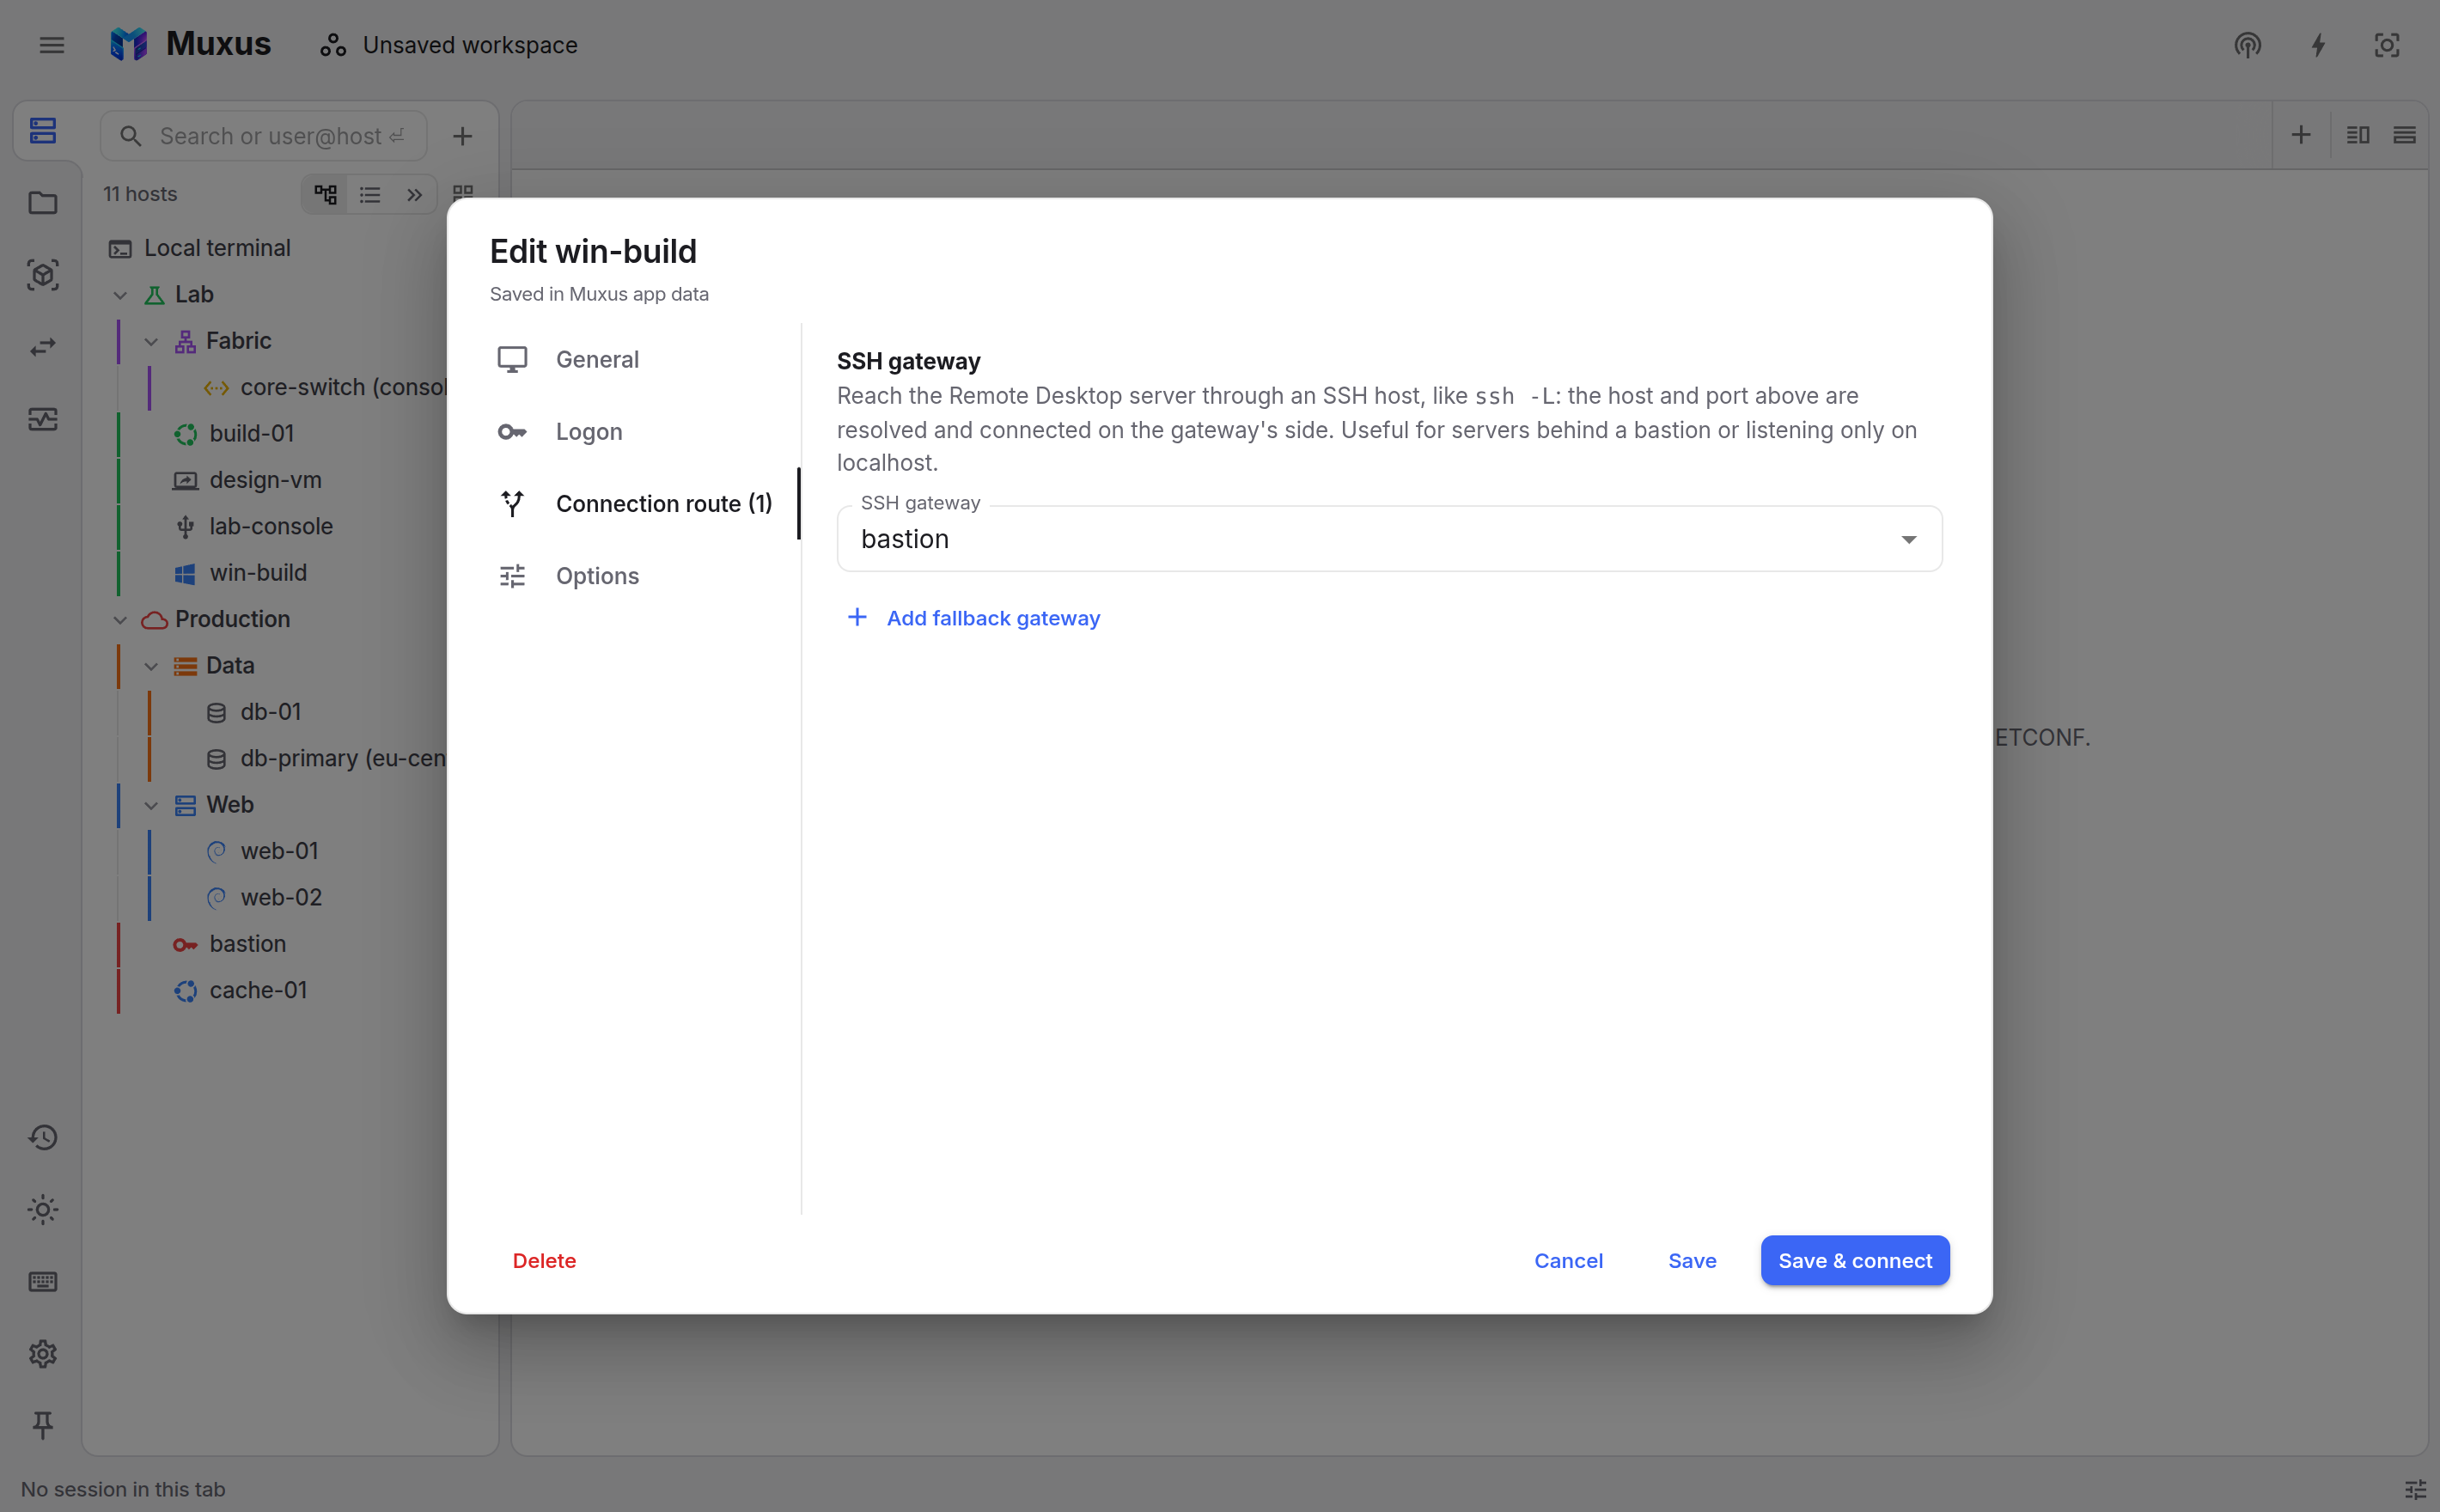 Muxus
Unsaved workspace
Search or user@host
11 hosts
Local terminal
Lab
Fabric
core-switch (consol
build-01
design-vm
lab-console
win-build
Production
Data
db-01
db-primary (eu-cen
Web
web-01
web-02
bastion
cache-01
Edit win-build
Saved in Muxus app data
General
Logon
Connection route (1)
Options
SSH gateway
Reach the Remote Desktop server through an SSH host, like ssh -L: the host and port above are
resolved and connected on the gateway's side. Useful for servers behind a bastion or listening only on
localhost.
SSH gateway
bastion
Add fallback gateway
Delete
Cancel
Save
Save & connect
ETCONF.
No session in this tab